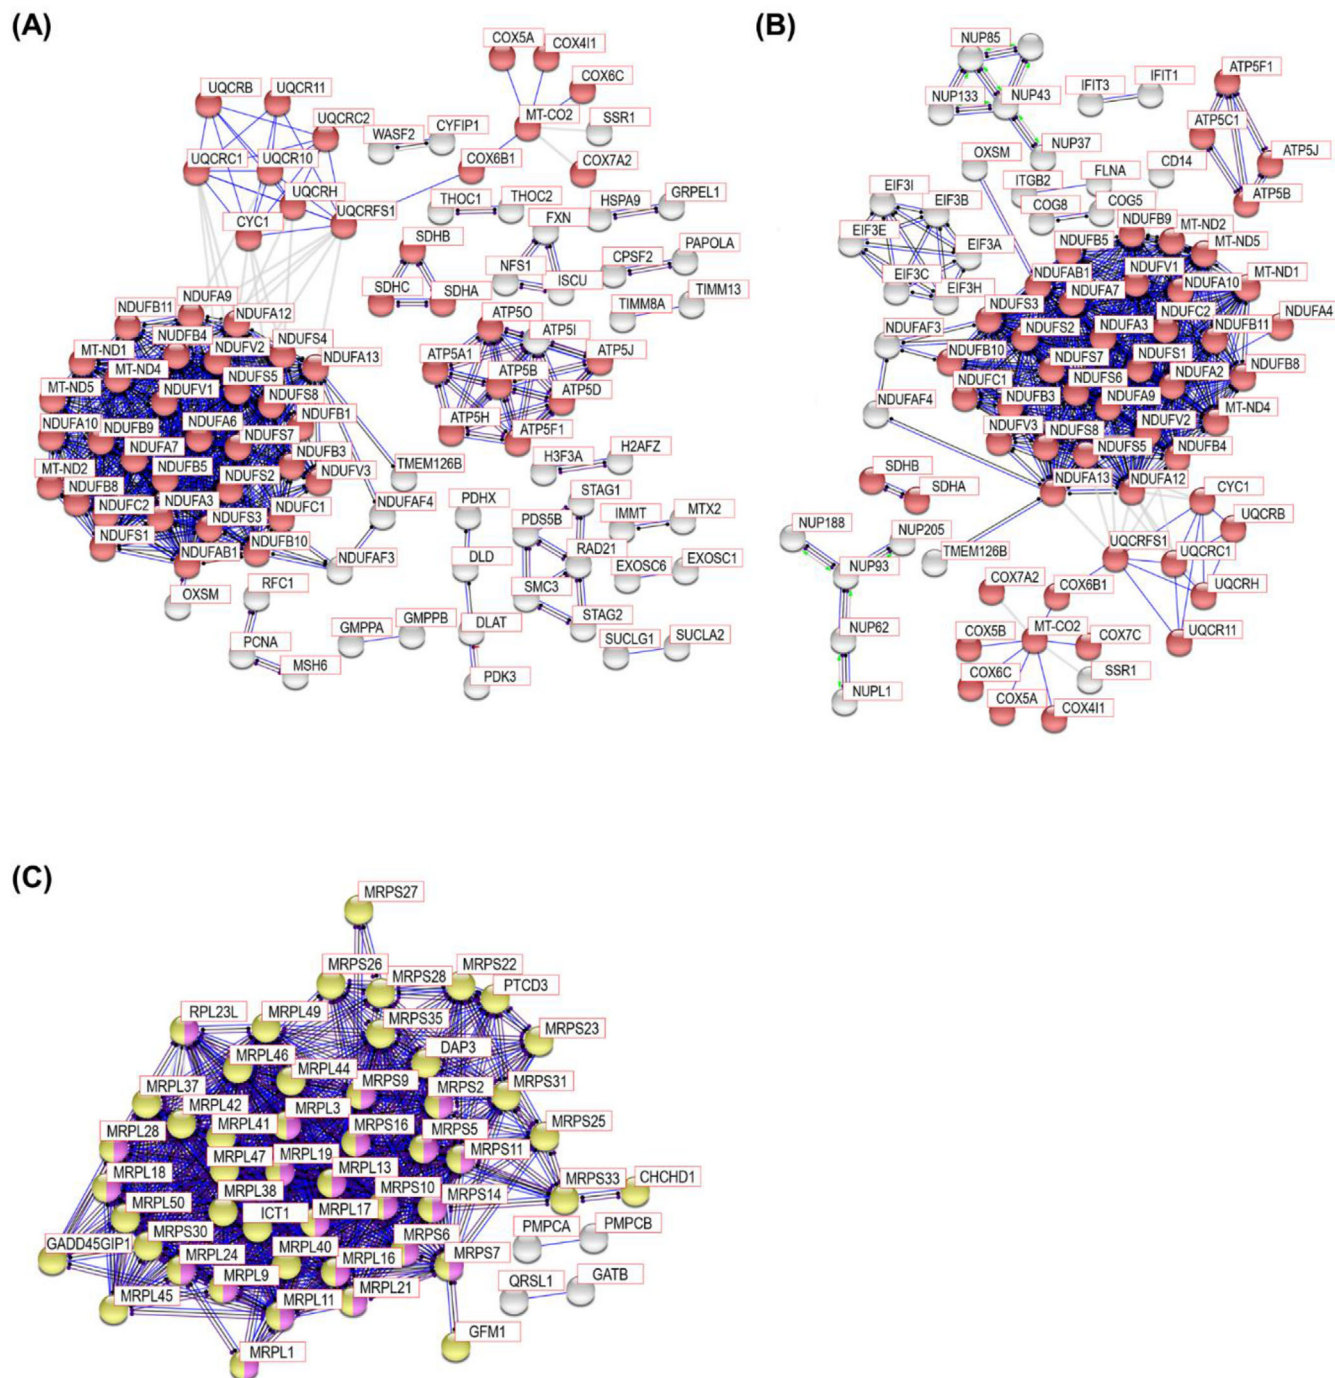 (A)
COX5A
COX4I1
UQCRB
UQCR11
COX6C
UQCRC2
MT-CO2
WASF2
CYFIP1
SSR1
UQCRC1
UQCR10
COX6B1
COX7A2
UQCRH
UQCRFS1
CYC1
THOC1
THOC2
HSPA9
GRPEL1
FXN
SDHB
NFS1
ISCU
CPSF2
PAPOLA
SDHC
SDHA
TIMM8A
TIMM13
NDUFB11
NDUFA9
NDUFA12
NUDFB4
NDUFV2
NDUFS4
NDUFA13
MT-ND1
MT-ND4
NDUFS5
MT-ND5
NDUFV1
NDUFS8
NDUFB1
NDUFA10
NDUFB9
NDUFA6
NDUFS7
NDUFB3
NDUFA7
NDUFV3
MT-ND2
NDUFB5
NDUFS2
NDUFB8
NDUFC1
NDUFC2
NDUFA3
NDUFS3
NDUFS1
NDUFAB1
NDUFB10
OXSM
TMEM126B
NDUFAF4
NDUFAF3
ATP5O
ATP5I
ATP5A1
ATP5J
ATP5B
ATP5D
ATP5H
ATP5F1
H3F3A
H2AFZ
RFC1
PCNA
MSH6
GMPPA
GMPPB
PDHX
DLD
DLAT
PDK3
STAG1
PDS5B
RAD21
SMC3
STAG2
IMMT
MTX2
EXOSC6
EXOSC1
SUCLG1
SUCLA2
(B)
NUP85
NUP133
NUP43
NUP37
IFIT3
IFIT1
ATP5F1
ATP5C1
ATP5J
ATP5B
OXSM
ITGB2
FLNA
CD14
COG8
COG5
EIF3I
EIF3B
EIF3E
EIF3A
EIF3C
EIF3H
NDUFB9
MT-ND2
NDUFB5
MT-ND5
NDUFAB1
NDUFV1
MT-ND1
NDUFA7
NDUFA10
NDUFS3
NDUFC2
NDUFA4
NDUFAF3
NDUFS2
NDUFA3
NDUFB11
NDUFB10
NDUFS7
NDUFS1
NDUFB8
NDUFC1
NDUFS6
NDUFA2
NDUFAF4
NDUFB3
NDUFA9
MT-ND4
NDUFV3
NDUFS8
NDUFV2
NDUFS5
NDUFB4
NDUFA13
NDUFA12
SDHB
SDHA
CYC1
UQCRB
UQCRFS1
UQCRC1
UQCRH
UQCR11
TMEM126B
NUP188
NUP205
NUP93
NUP62
NUPL1
COX7A2
COX6B1
COX5B
MT-CO2
COX7C
COX6C
SSR1
COX5A
COX4I1
(C)
MRPS27
MRPS26
MRPS28
MRPS22
PTCD3
RPL23L
MRPL49
MRPS35
MRPS23
MRPL46
DAP3
MRPL44
MRPL37
MRPS9
MRPS2
MRPS31
MRPL42
MRPL3
MRPL28
MRPL41
MRPS16
MRPS5
MRPS25
MRPL47
MRPL19
MRPS11
MRPL18
MRPL13
MRPS33
CHCHD1
MRPL38
MRPS10
MRPS14
MRPL50
ICT1
MRPL17
GADD45GIP1
MRPS30
MRPS6
PMPCA
PMPCB
MRPL24
MRPL40
MRPL16
MRPS7
MRPL9
QRSL1
GATB
MRPL45
MRPL11
MRPL21
GFM1
MRPL1